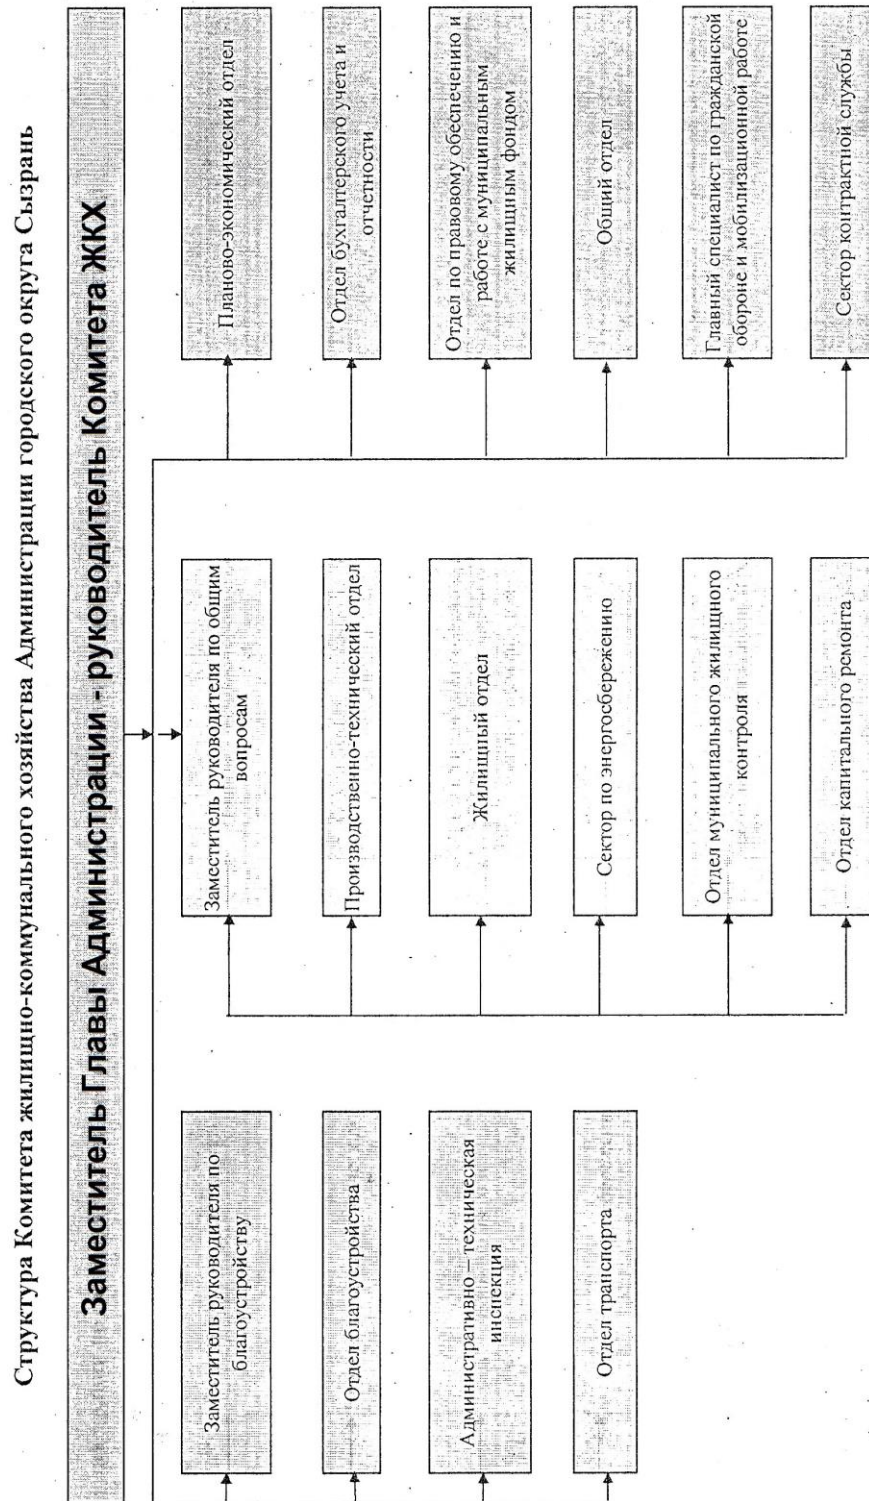 Структура Комитета жилищно-коммунального хозяйства Администрации городского округа Сызрань
Заместитель Главы Администрации - руководитель Комитета ЖКХ
Заместитель руководителя по
благоустройству
Отдел благоустройства
Административно – техническая
инспекция
Отдел транспорта
Заместитель руководителя по общим
вопросам
Производственно-технический отдел
Жилищный отдел
Сектор по энергосбережению
Отдел муниципального жилищного
контроля
Отдел капитального ремонта
Планово-экономический отдел
Отдел бухгалтерского учета и
отчетности
Отдел по правовому обеспечению и
работе с муниципальным
жилищным фондом
Общий отдел
Главный специалист по гражданской
обороне и мобилизационной работе
Сектор контрактной службы